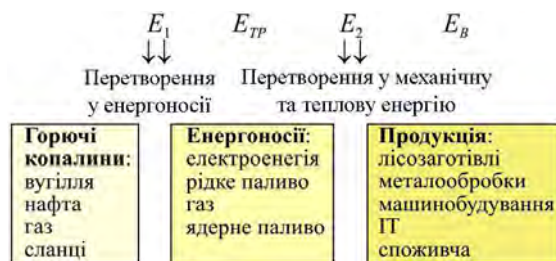 E1 ETP E2 EB
↓↓ ↓↓
Перетворення Перетворення у механічну
у енергоносії та теплову енергію
Горючі
копалини:
вугілля
нафта
газ
сланці
Енергоносії:
електроенегія
рідке паливо
газ
ядерне паливо
Продукція:
лісозаготівлі
металообробки
машинобудування
ІТ
споживча